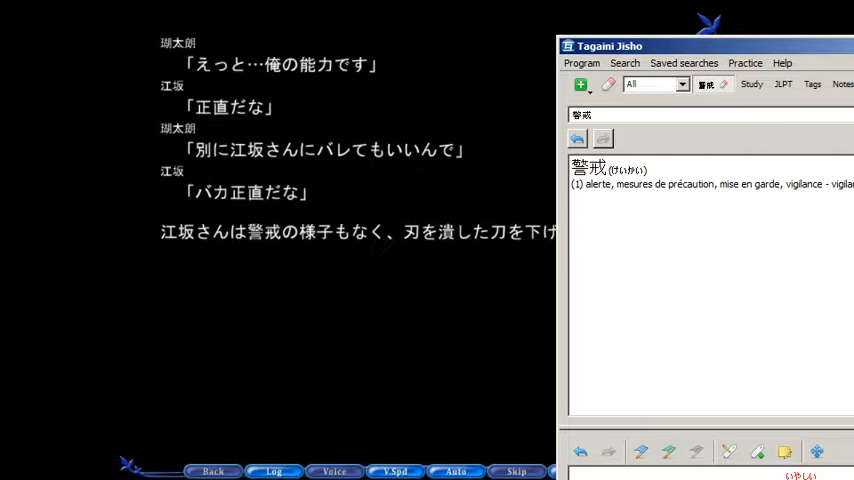 瑚太朗
「えっと…俺の能力です」
江坂
「正直だな」
瑚太朗
「別に江坂さんにバレてもいいんで」
江坂
「バカ正直だな」
江坂さんは警戒の様子もなく、刃を潰した刀を下げ
Back Log Voice V.Spd Auto Skip
Tagaini Jisho
Program Search Saved searches Practice Help
All 警戒 Study JLPT Tags Notes
警戒
警戒 (けいかい)
(1) alerte, mesures de précaution, mise en garde, vigilance - vigila
いやしい